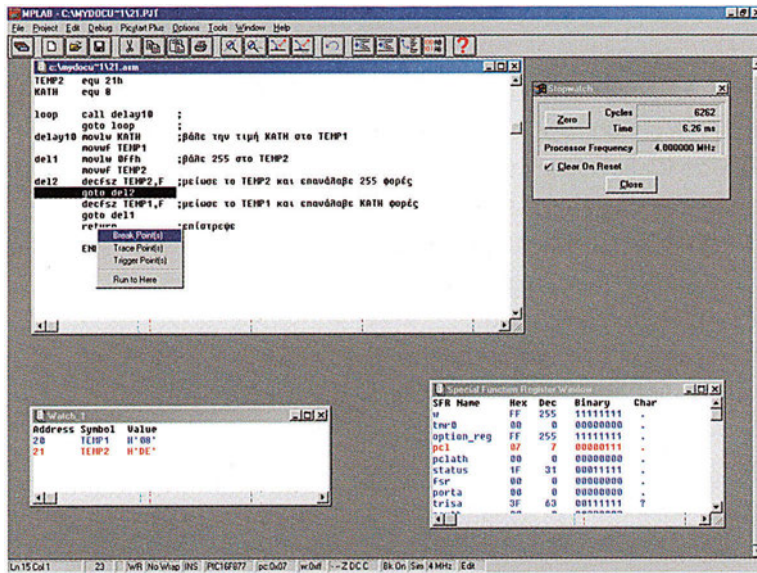 MPLAB - C:\MYDOCU~1\21.PJT
File Project Edit Debug Picstart Plus Options Tools Window Help
c:\mydocu~1\21.asm
TEMP2 equ 21h
KATH equ 8
loop call delay10 ;
goto loop ;
delay10 movlw KATH ;βάλε την τιμή KATH στο TEMP1
movwf TEMP1
del1 movlw 0ffh ;βάλε 255 στο TEMP2
movwf TEMP2
del2 decfsz TEMP2,F ;μείωσε το TEMP2 και επανάλαβε 255 φορές
goto del2
decfsz TEMP1,F ;μείωσε το TEMP1 και επανάλαβε KATH φορές
goto del1
return ;επίστρεψε
Break Point(s)
Trace Point(s)
Trigger Point(s)
Run to Here
Stopwatch
Zero
Cycles 6262
Time 6.26 ms
Processor Frequency 4.000000 MHz
Clear On Reset
Close
Watch_1
Address Symbol Value
20 TEMP1 H'08'
21 TEMP2 H'DE'
Special Function Register Window
SFR Name Hex Dec Binary Char
w FF 255 11111111 .
tmr0 00 0 00000000 .
option_reg FF 255 11111111 .
pcl 07 7 00000111 .
pclath 00 0 00000000 .
status 1F 31 00011111 .
fsr 00 0 00000000 .
porta 00 0 00000000 .
trisa 3F 63 00111111 ?
Ln 15 Col 1 23 WR No Wrap INS PIC16F877 pc:0x07 w:0xff - - Z DC C Bk On Sim 4 MHz Edit